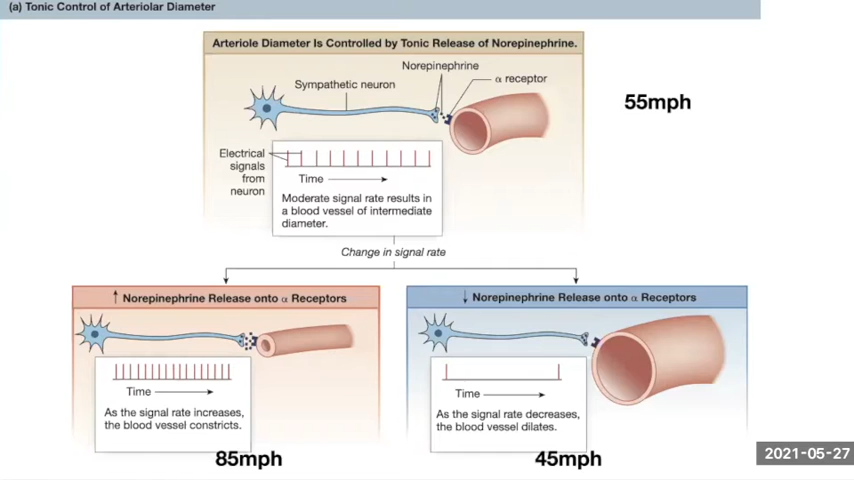 (a) Tonic Control of Arteriolar Diameter
Arteriole Diameter Is Controlled by Tonic Release of Norepinephrine.
Norepinephrine
Sympathetic neuron
α receptor
55mph
Electrical
signals
from
neuron
Time
Moderate signal rate results in
a blood vessel of intermediate
diameter.
Change in signal rate
↑ Norepinephrine Release onto α Receptors
Time
As the signal rate increases,
the blood vessel constricts.
85mph
↓ Norepinephrine Release onto α Receptors
Time
As the signal rate decreases,
the blood vessel dilates.
45mph
2021-05-27